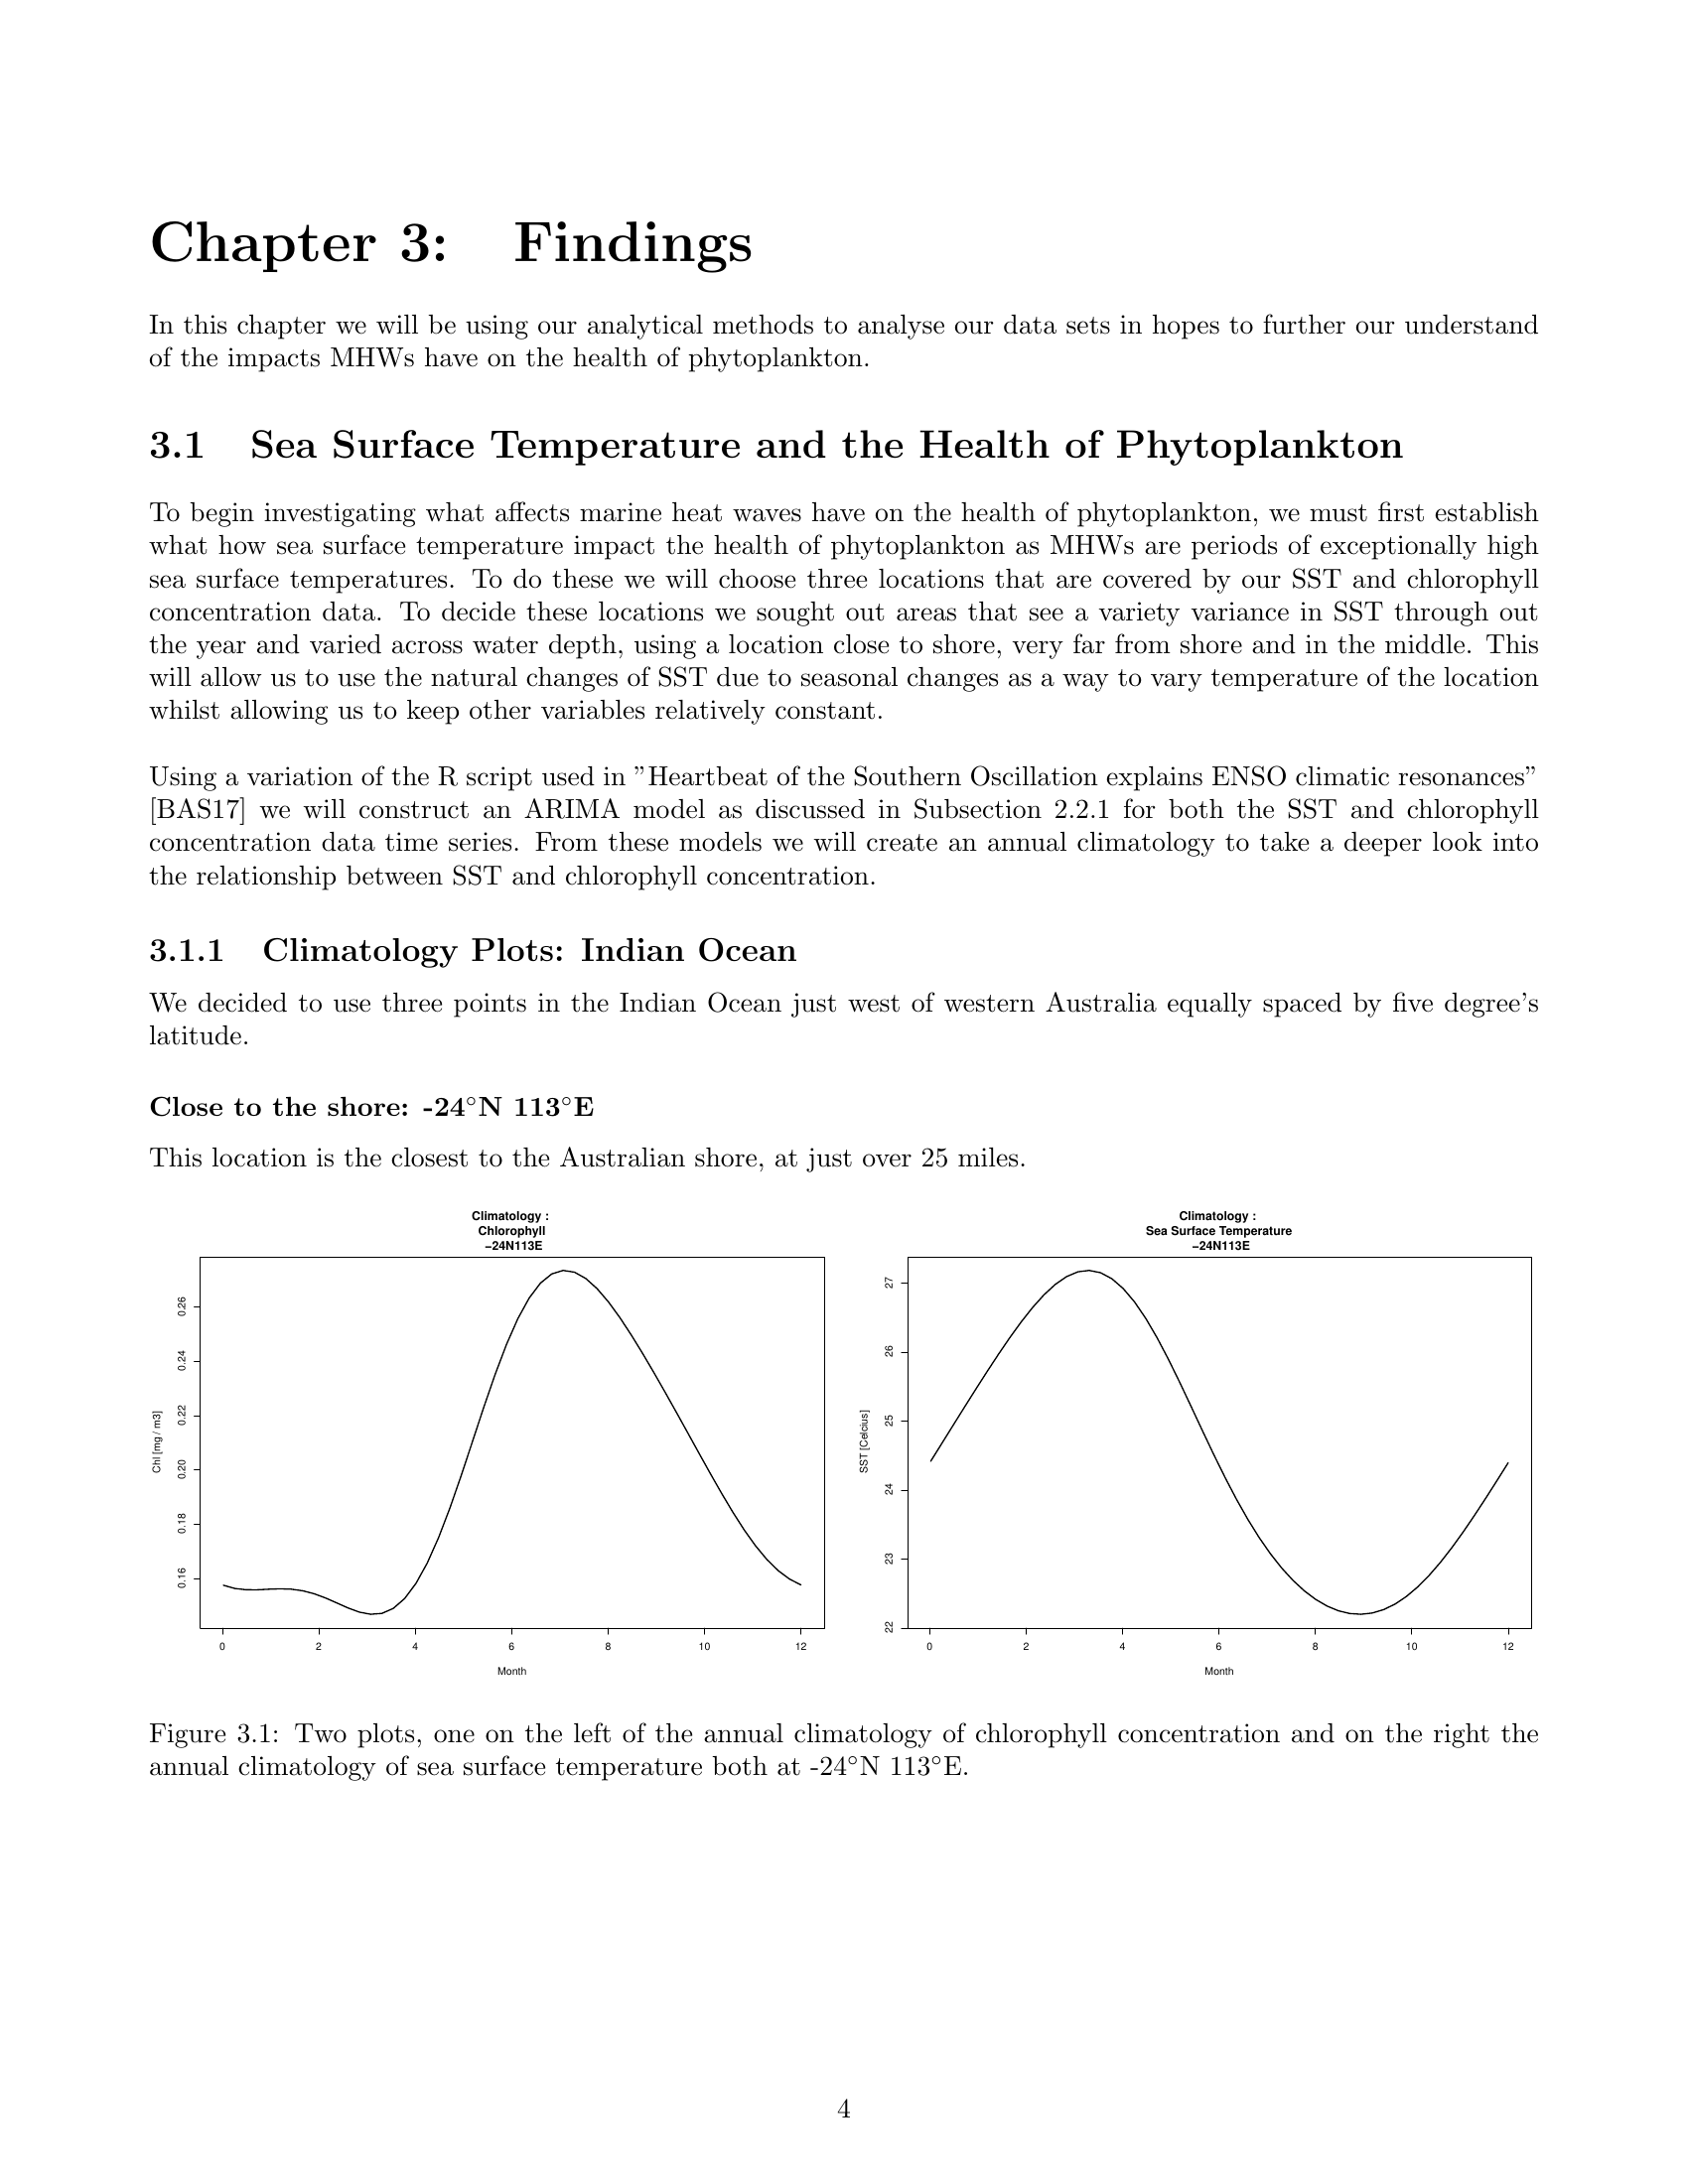 Chapter 3: Findings
In this chapter we will be using our analytical methods to analyse our data sets in hopes to further our understand
of the impacts MHWs have on the health of phytoplankton.
3.1 Sea Surface Temperature and the Health of Phytoplankton
To begin investigating what affects marine heat waves have on the health of phytoplankton, we must first establish
what how sea surface temperature impact the health of phytoplankton as MHWs are periods of exceptionally high
sea surface temperatures. To do these we will choose three locations that are covered by our SST and chlorophyll
concentration data. To decide these locations we sought out areas that see a variety variance in SST through out
the year and varied across water depth, using a location close to shore, very far from shore and in the middle. This
will allow us to use the natural changes of SST due to seasonal changes as a way to vary temperature of the location
whilst allowing us to keep other variables relatively constant.
Using a variation of the R script used in ”Heartbeat of the Southern Oscillation explains ENSO climatic resonances”
[BAS17] we will construct an ARIMA model as discussed in Subsection 2.2.1 for both the SST and chlorophyll
concentration data time series. From these models we will create an annual climatology to take a deeper look into
the relationship between SST and chlorophyll concentration.
3.1.1 Climatology Plots: Indian Ocean
We decided to use three points in the Indian Ocean just west of western Australia equally spaced by five degree's
latitude.
Close to the shore: -24°N 113°E
This location is the closest to the Australian shore, at just over 25 miles.
Climatology :
Chlorophyll
−24N113E
Chl [mg / m3]
0.26
0.24
0.22
0.20
0.18
0.16
0 2 4 6 8 10 12
Month
Climatology :
Sea Surface Temperature
−24N113E
SST [Celcius]
27
26
25
24
23
22
0 2 4 6 8 10 12
Month
Figure 3.1: Two plots, one on the left of the annual climatology of chlorophyll concentration and on the right the
annual climatology of sea surface temperature both at -24°N 113°E.
4